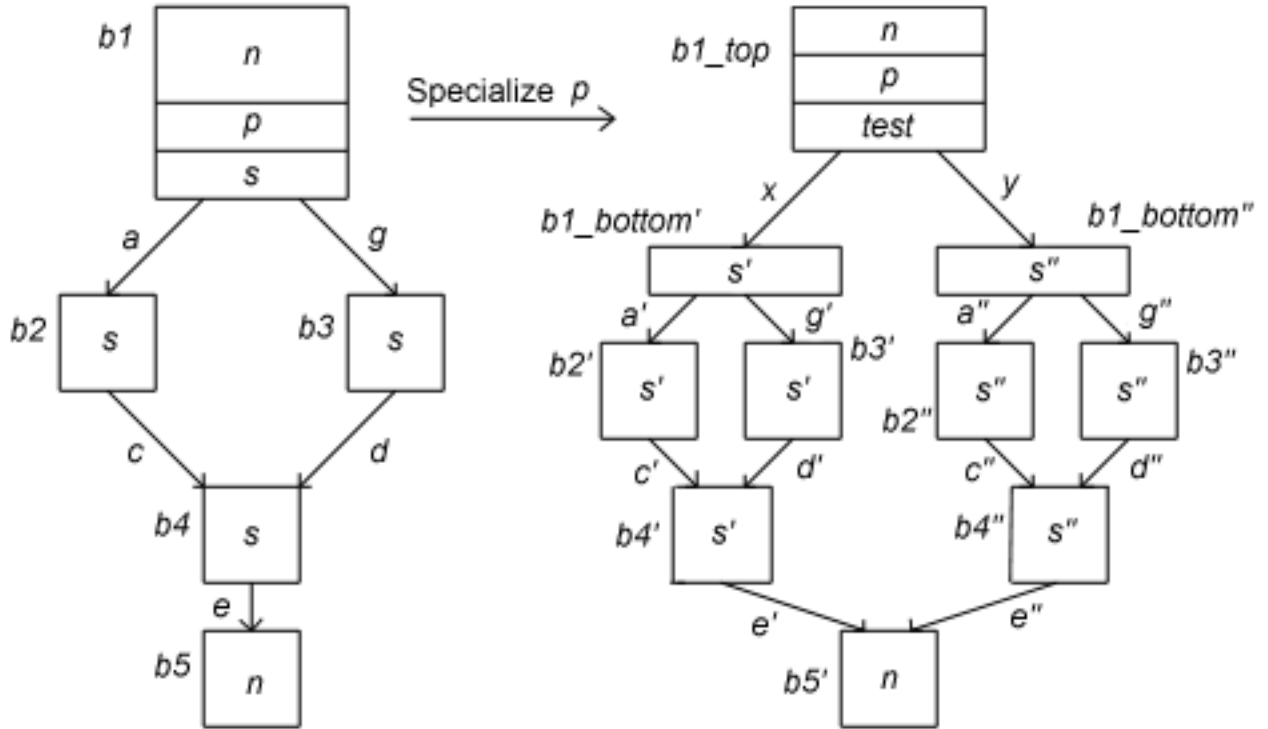 b1
n
p
s
a
g
b2
s
b3
s
c
d
b4
s
e
b5
n
Specialize p
b1_top
n
p
test
x
y
b1_bottom'
s'
b1_bottom"
s"
a'
g'
a"
g"
b2'
s'
s'
b3'
b2"
s"
s"
b3"
c'
d'
c"
d"
b4'
s'
b4"
s"
e'
e"
b5'
n